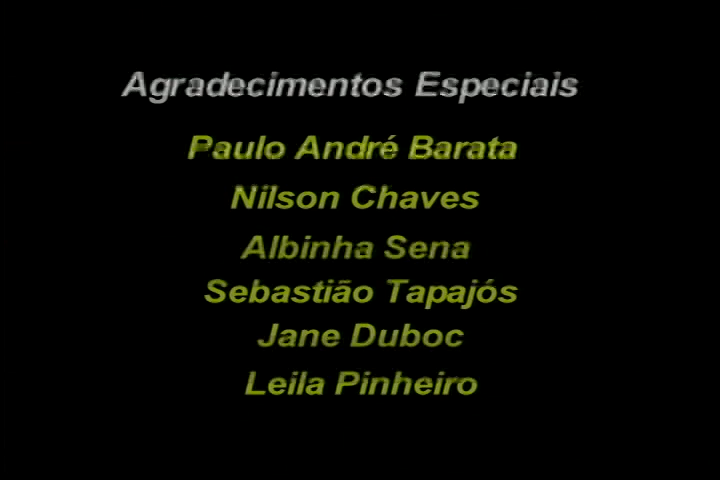 Agradecimentos Especiais
Paulo André Barata
Nilson Chaves
Albinha Sena
Sebastião Tapajós
Jane Duboc
Leila Pinheiro